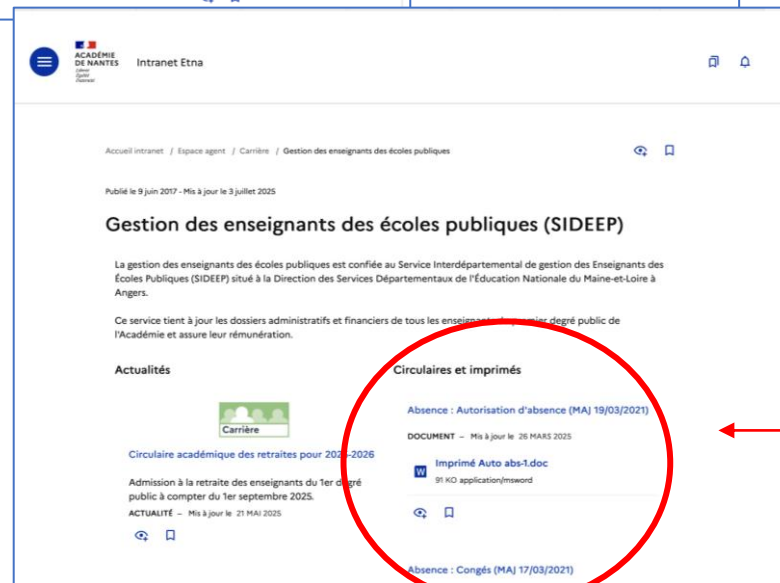 ACADÉMIE
DE NANTES
Liberté
Égalité
Fraternité
Intranet Etna
Accueil intranet / Espace agent / Carrière / Gestion des enseignants des écoles publiques
Publié le 9 juin 2017 - Mis à jour le 3 juillet 2025
Gestion des enseignants des écoles publiques (SIDEEP)
La gestion des enseignants des écoles publiques est confiée au Service Interdépartemental de gestion des Enseignants des
Écoles Publiques (SIDEEP) situé à la Direction des Services Départementaux de l'Éducation Nationale du Maine-et-Loire à
Angers.
Ce service tient à jour les dossiers administratifs et financiers de tous les enseignants du premier degré public de
l'Académie et assure leur rémunération.
Actualités
Carrière
Circulaire académique des retraites pour 2025-2026
Admission à la retraite des enseignants du 1er degré
public à compter du 1er septembre 2025.
ACTUALITÉ – Mis à jour le 21 MAI 2025
Circulaires et imprimés
Absence : Autorisation d'absence (MAJ 19/03/2021)
DOCUMENT – Mis à jour le 26 MARS 2025
W
Imprimé Auto abs-1.doc
91 KO application/msword
Absence : Congés (MAJ 17/03/2021)